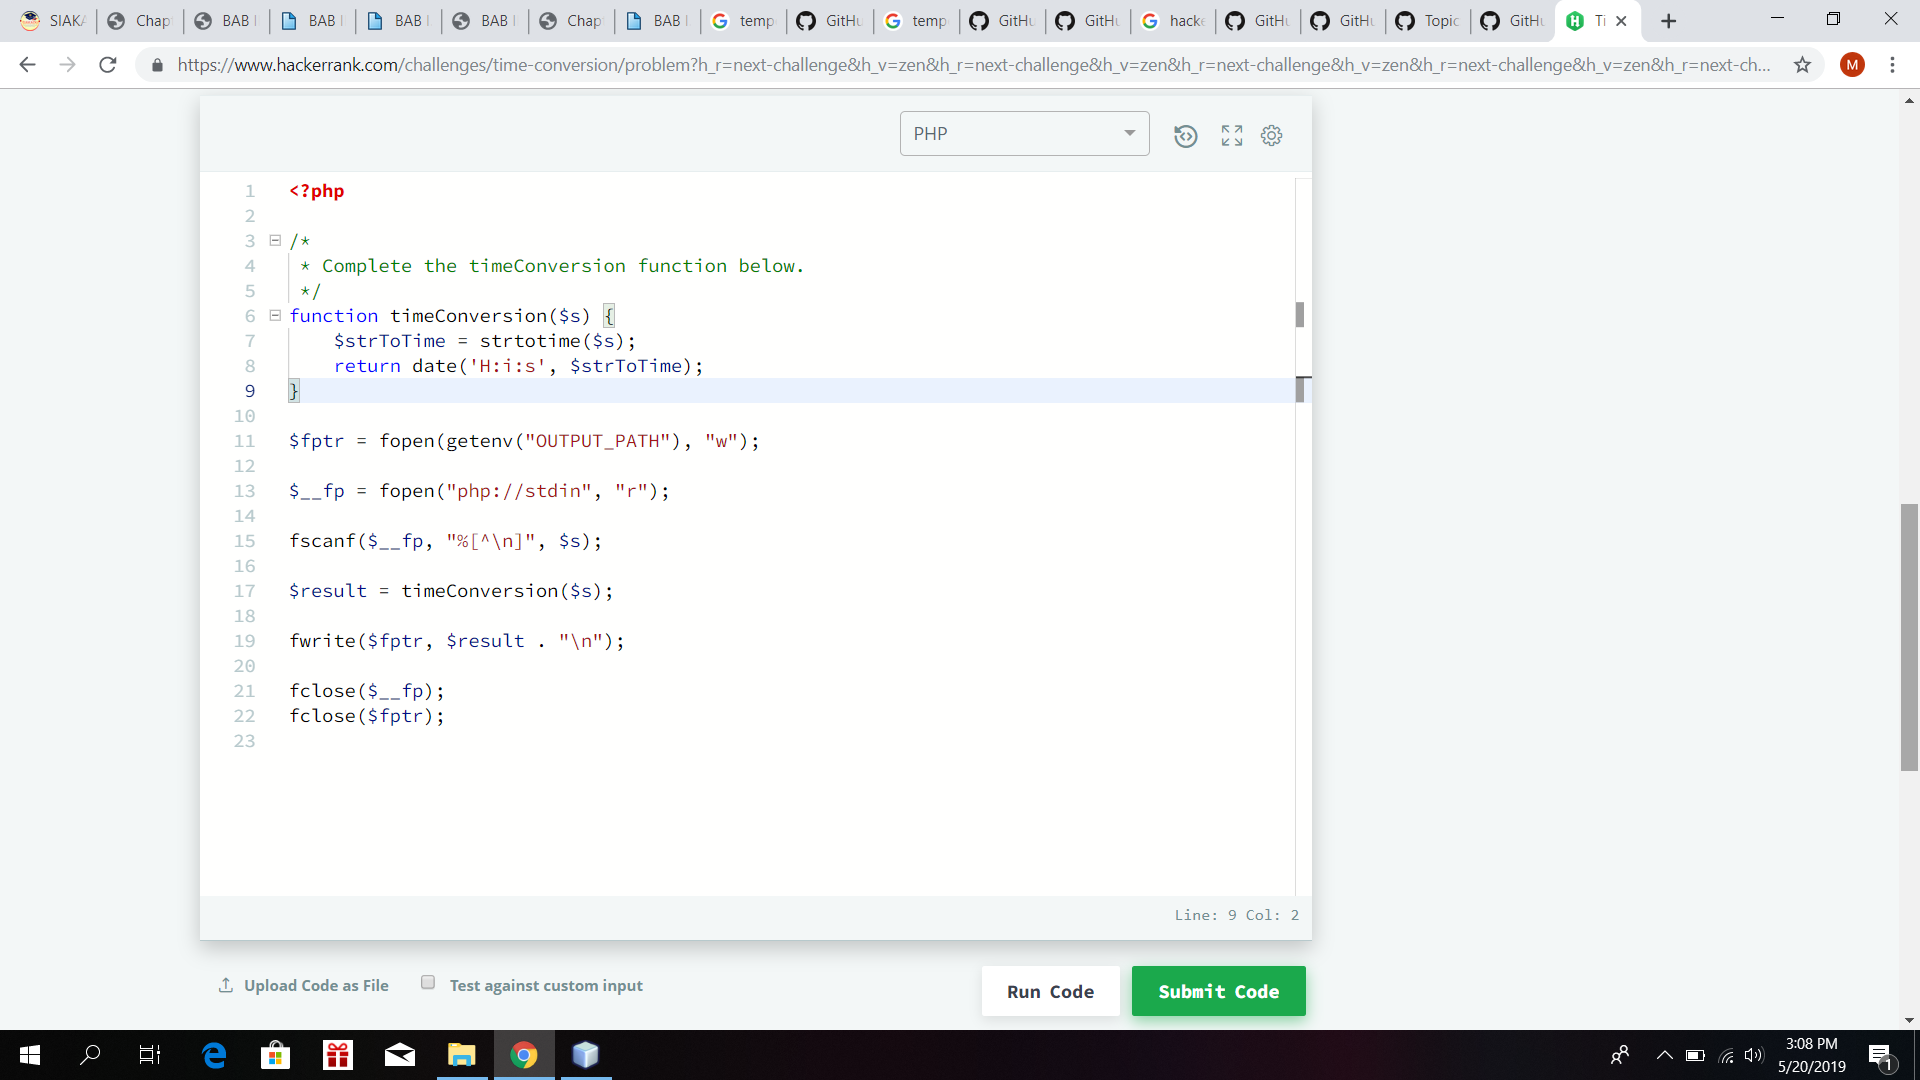 SIAKA Chap BAB BAB I BAB I BAB I Chap BAB I temp GitHu temp GitHu GitHu hacke GitHu GitHu Topic GitHu Ti
https://www.hackerrank.com/challenges/time-conversion/problem?h_r=next-challenge&h_v=zen&h_r=next-challenge&h_v=zen&h_r=next-challenge&h_v=zen&h_r=next-challenge&h_v=zen&h_r=next-ch... M
PHP
1 <?php
2
3 /*
4 * Complete the timeConversion function below.
5 */
6 function timeConversion($s) {
7 $strToTime = strtotime($s);
8 return date('H:i:s', $strToTime);
9 }
10
11 $fptr = fopen(getenv("OUTPUT_PATH"), "w");
12
13 $__fp = fopen("php://stdin", "r");
14
15 fscanf($__fp, "%[^\n]", $s);
16
17 $result = timeConversion($s);
18
19 fwrite($fptr, $result . "\n");
20
21 fclose($__fp);
22 fclose($fptr);
23
Line: 9 Col: 2
Upload Code as File Test against custom input Run Code Submit Code
3:08 PM
5/20/2019 1